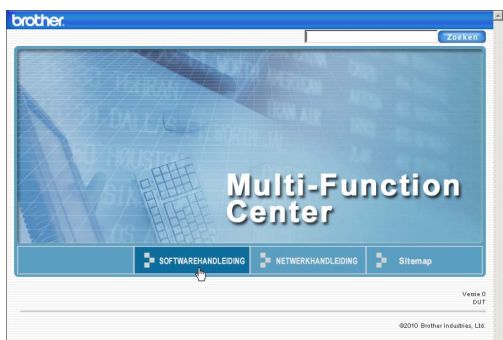 brother.
Zoeken
Multi-Function
Center
SOFTWAREHANDLEIDING NETWERKHANDLEIDING Sitemap
Versie 0
DUT
©2010 Brother Industries, Ltd.